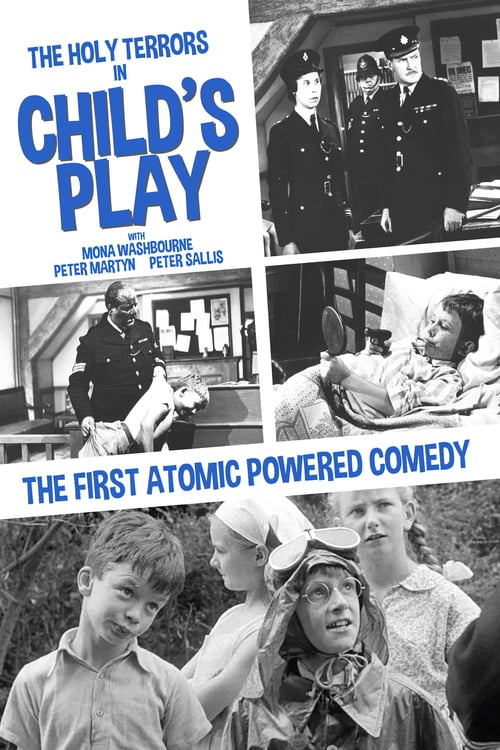 THE HOLY TERRORS
IN
CHILD'S
PLAY
WITH
MONA WASHBOURNE
PETER MARTYN PETER SALLIS
THE FIRST ATOMIC POWERED COMEDY